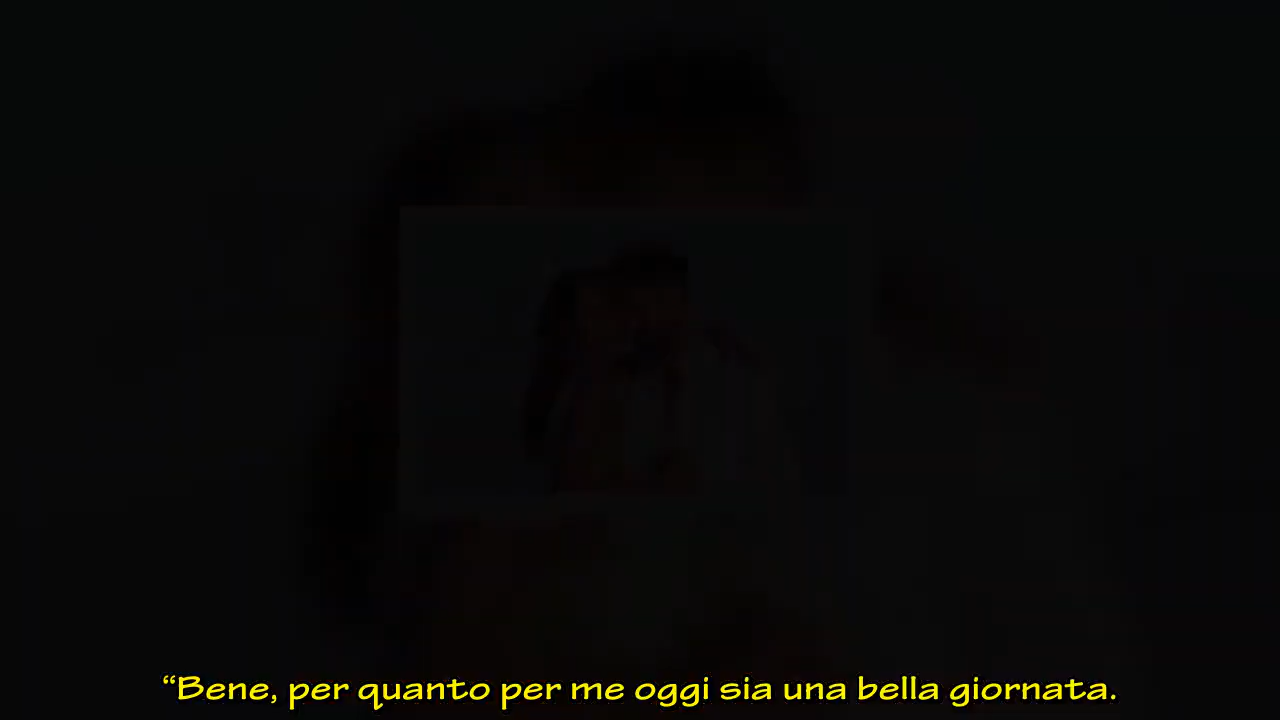 “Bene, per quanto per me oggi sia una bella giornata.